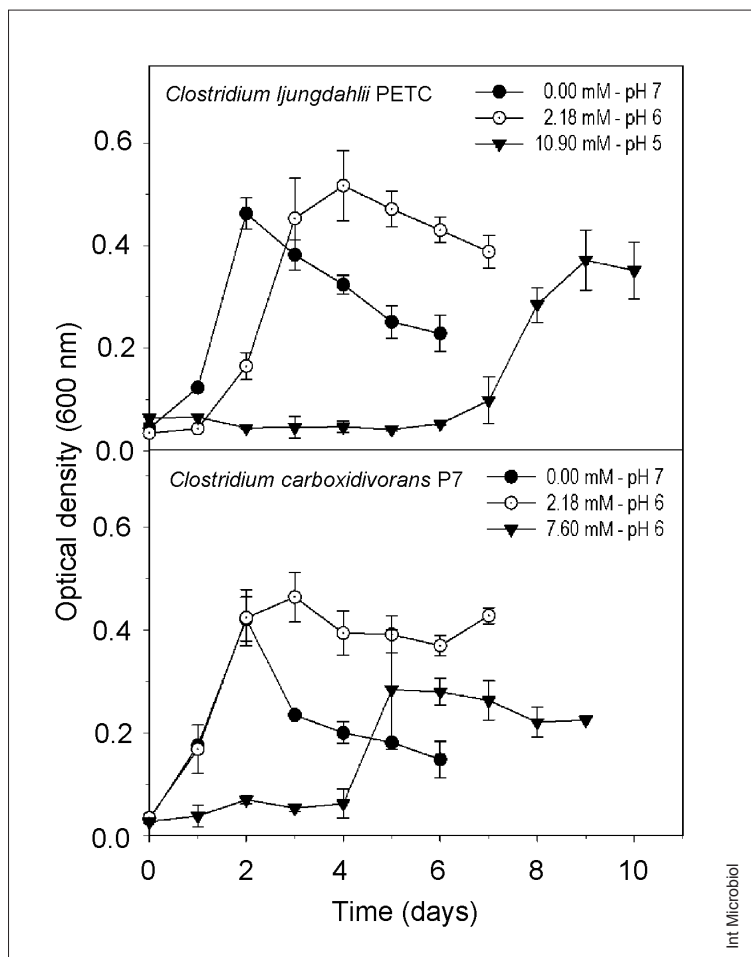 Clostridium ljungdahlii PETC
0.00 mM - pH 7
2.18 mM - pH 6
10.90 mM - pH 5
0.6
0.4
0.2
0.0
Clostridium carboxidivorans P7
0.00 mM - pH 7
2.18 mM - pH 6
7.60 mM - pH 6
0.6
0.4
0.2
0.0
0 2 4 6 8 10
Time (days)
Optical density (600 nm)
Int Microbiol